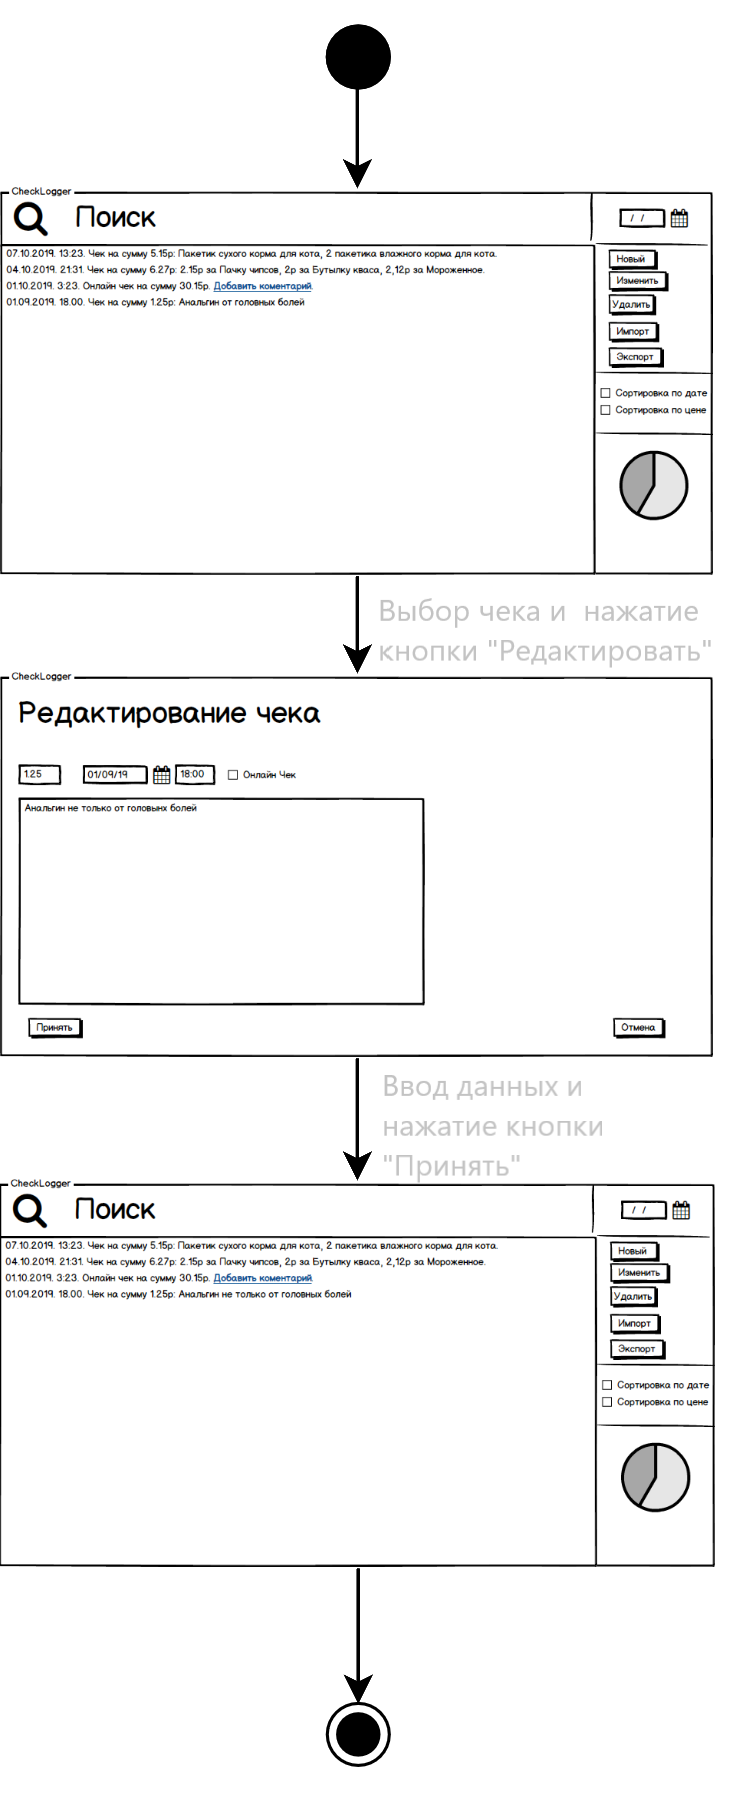 CheckLogger
Поиск
/ /
07.10.2019. 13:23. Чек на сумму 5.15р: Пакетик сухого корма для кота, 2 пакетика влажного корма для кота.
04.10.2019. 21:31. Чек на сумму 6.27р: 2.15р за Пачку чипсов, 2р за Бутылку кваса, 2,12р за Мороженное.
01.10.2019. 3:23. Онлайн чек на сумму 30.15р. Добавить коментарий.
01.09.2019. 18.00. Чек на сумму 1.25р: Анальгин от головных болей
Новый
Изменить
Удалить
Импорт
Экспорт
Сортировка по дате
Сортировка по цене
Выбор чека и нажатие
кнопки "Редактировать"
CheckLogger
Редактирование чека
1.25 01/09/19 18:00 Онлайн Чек
Анальгин не только от головынх болей
Принять Отмена
Ввод данных и
нажатие кнопки
"Принять"
CheckLogger
Поиск
/ /
07.10.2019. 13:23. Чек на сумму 5.15р: Пакетик сухого корма для кота, 2 пакетика влажного корма для кота.
04.10.2019. 21:31. Чек на сумму 6.27р: 2.15р за Пачку чипсов, 2р за Бутылку кваса, 2,12р за Мороженное.
01.10.2019. 3:23. Онлайн чек на сумму 30.15р. Добавить коментарий.
01.09.2019. 18.00. Чек на сумму 1.25р: Анальгин не только от головных болей
Новый
Изменить
Удалить
Импорт
Экспорт
Сортировка по дате
Сортировка по цене